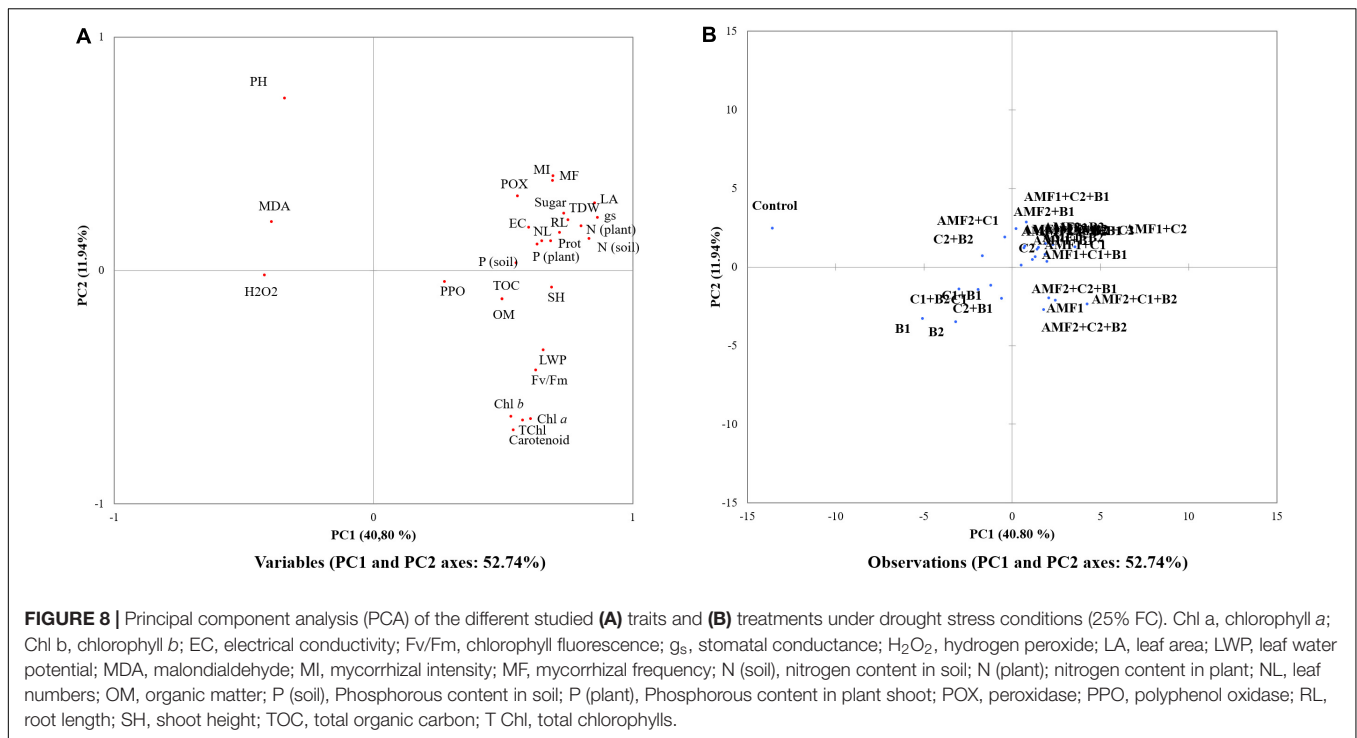 A
1
-1
0
1
0
-1
PH
MDA
H2O2
MI
MF
POX
LA
Sugar
TDW
gs
EC
RL
N (plant)
NL
Prot
N (soil)
P (plant)
P (soil)
TOC
PPO
SH
OM
LWP
Fv/Fm
Chl b
Chl a
TChl
Carotenoid
PC2 (11.94%)
PC1 (40,80 %)
Variables (PC1 and PC2 axes: 52.74%)
B
15
10
5
0
-5
-10
-15
-15
-10
-5
0
5
10
15
Control
AMF1+C2+B1
AMF2+B1
AMF2+C1
AMF1+C2
C2+B2
C2
AMF1+C1
AMF1+C1+B1
AMF2+C2+B1
C1+B1
C1+B2
C1
AMF2+C1+B2
C2+B1
AMF1
B1
B2
AMF2+C2+B2
PC2 (11.94%)
PC1 (40.80 %)
Observations (PC1 and PC2 axes: 52.74%)
FIGURE 8 | Principal component analysis (PCA) of the different studied (A) traits and (B) treatments under drought stress conditions (25% FC). Chl a, chlorophyll a;
Chl b, chlorophyll b; EC, electrical conductivity; Fv/Fm, chlorophyll fluorescence; gs, stomatal conductance; H2O2, hydrogen peroxide; LA, leaf area; LWP, leaf water
potential; MDA, malondialdehyde; MI, mycorrhizal intensity; MF, mycorrhizal frequency; N (soil), nitrogen content in soil; N (plant); nitrogen content in plant; NL, leaf
numbers; OM, organic matter; P (soil), Phosphorous content in soil; P (plant), Phosphorous content in plant shoot; POX, peroxidase; PPO, polyphenol oxidase; RL,
root length; SH, shoot height; TOC, total organic carbon; T Chl, total chlorophylls.